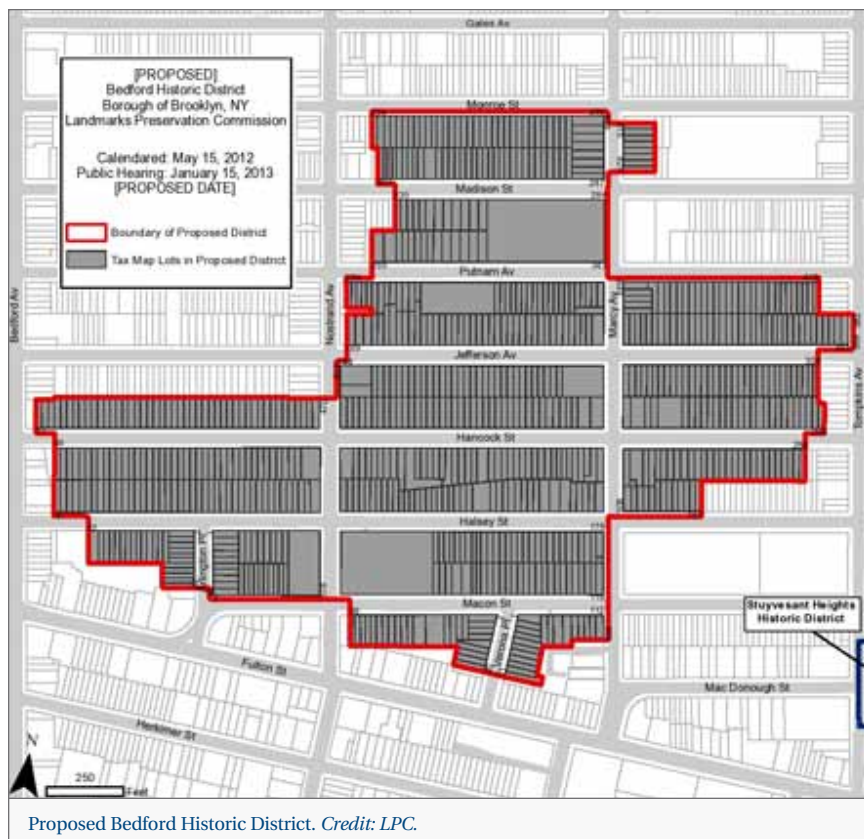 Gates Av
[PROPOSED]
Bedford Historic District
Borough of Brooklyn, NY
Landmarks Preservation Commission
Calendared: May 15, 2012
Public Hearing: January 15, 2013
[PROPOSED DATE]
Boundary of Proposed District
Tax Map Lots in Proposed District
Monroe St
Madison St
Putnam Av
Bedford Av
Nostrand Av
Marcy Av
Tompkins Av
Jefferson Av
Hancock St
Halsey St
Macon St
Stuyvesant Heights
Historic District
Fulton St
Mac Donough St
Herkimer St
N
250
Feet
Proposed Bedford Historic District. Credit: LPC.